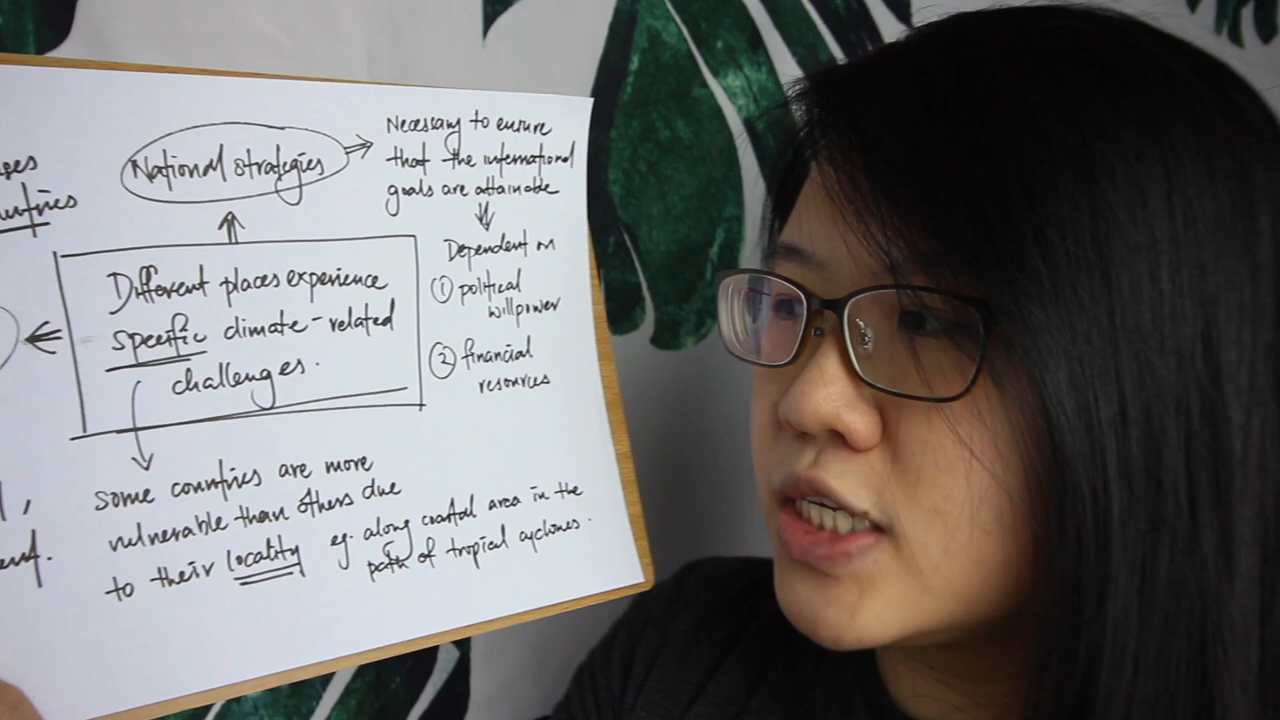 National strategies
Necessary to ensure
that the international
goals are attainable
Dependent on
① political
willpower
② financial
resources
Different places experience
specific climate-related
challenges.
some countries are more
vulnerable than others due
to their locality eg. along coastal area in the
path of tropical cyclones.